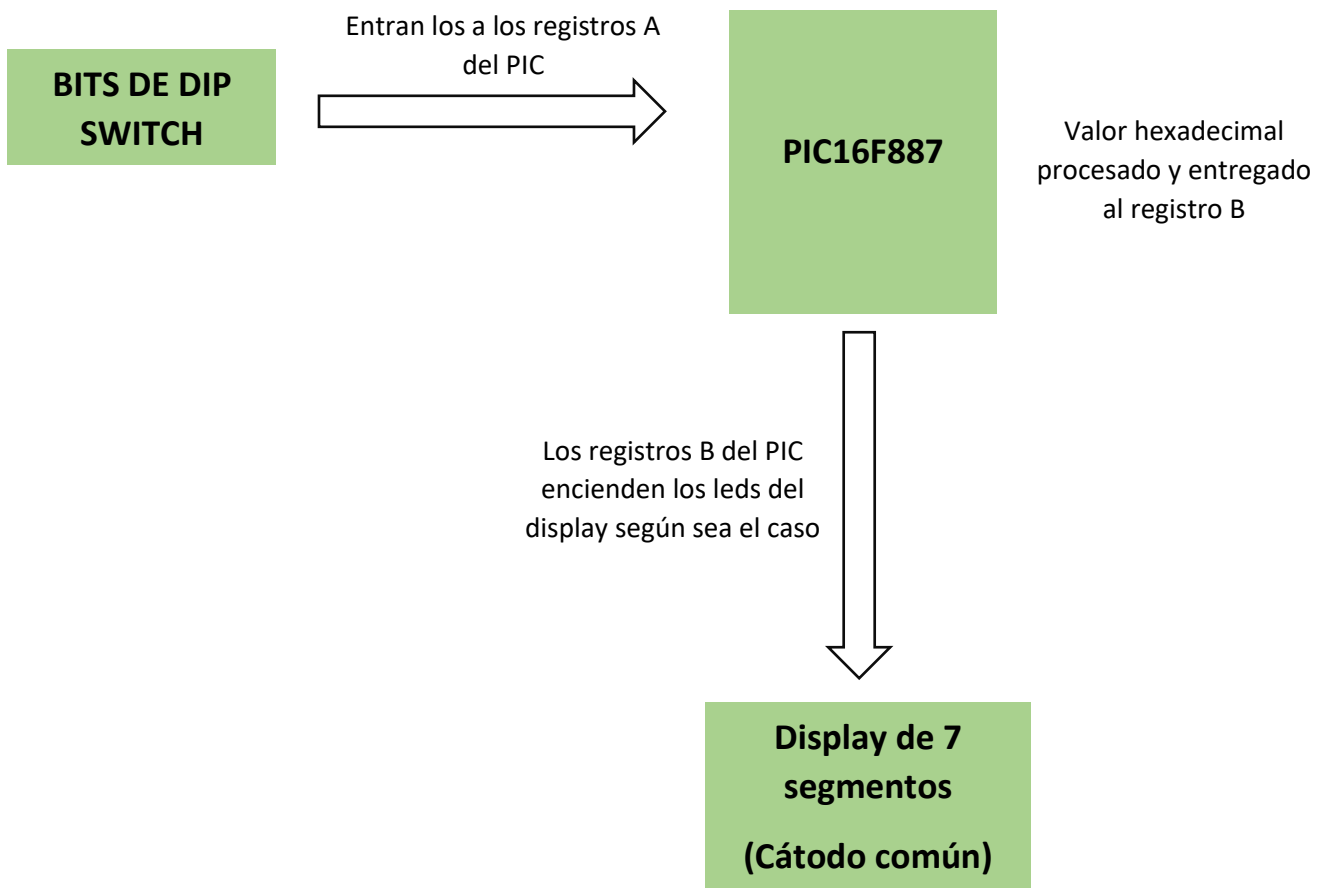 BITS DE DIP
SWITCH
Entran los a los registros A
del PIC
PIC16F887
Valor hexadecimal
procesado y entregado
al registro B
Los registros B del PIC
encienden los leds del
display según sea el caso
Display de 7
segmentos
(Cátodo común)